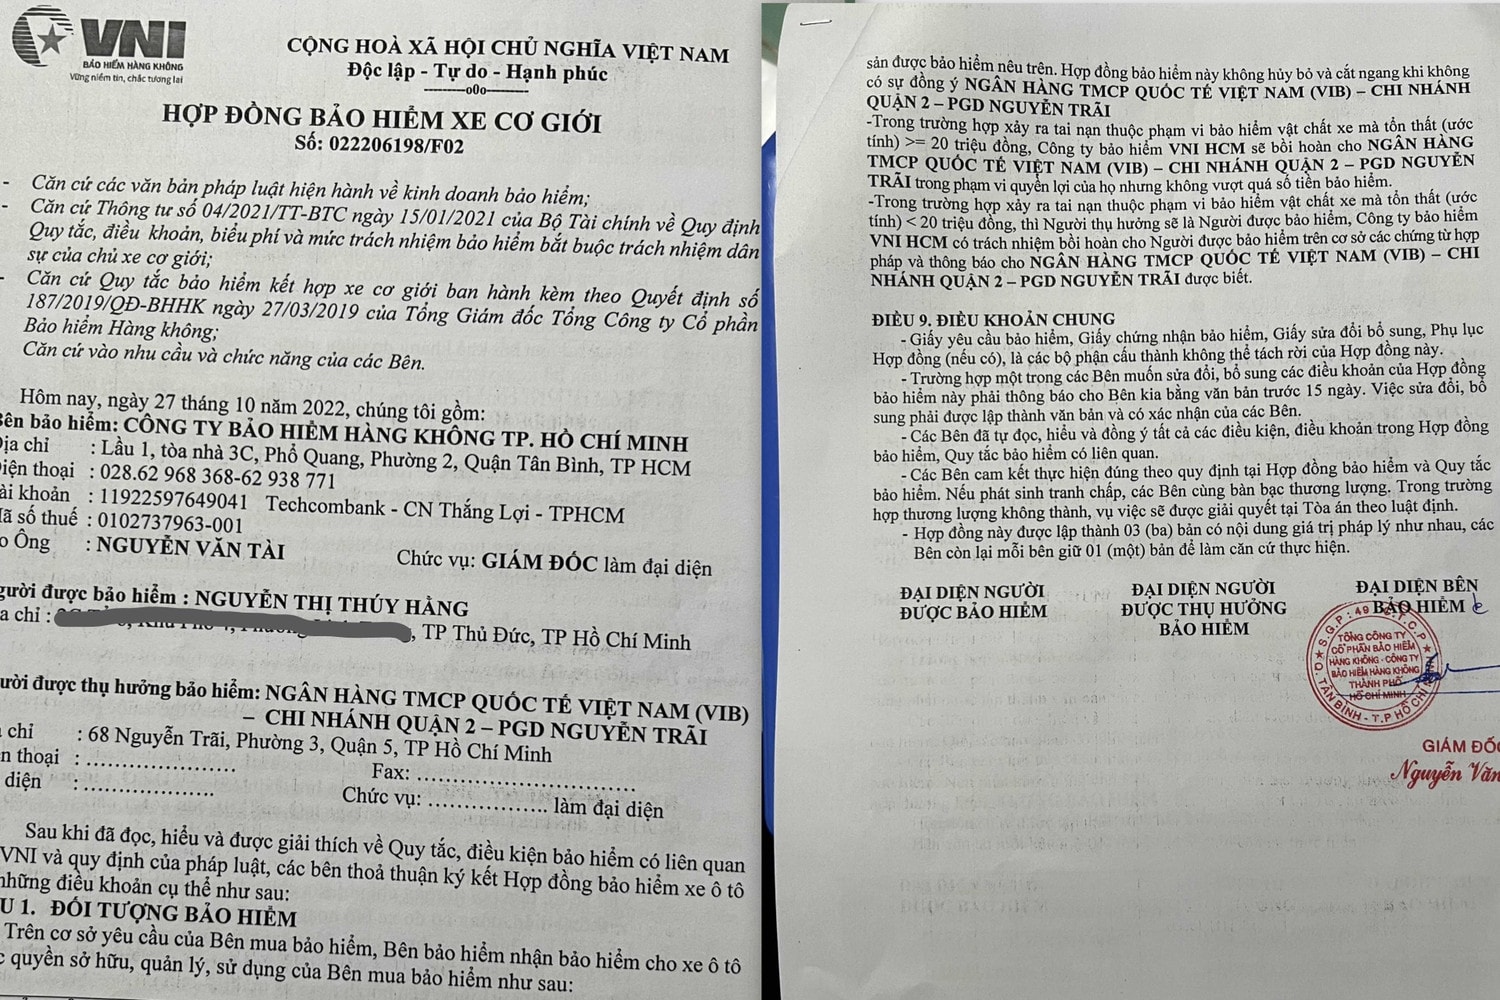 VNI
BẢO HIỂM HÀNG KHÔNG
Vững niềm tin, chắc tương lai
CỘNG HOÀ XÃ HỘI CHỦ NGHĨA VIỆT NAM
Độc lập - Tự do - Hạnh phúc
--------o0o--------
HỢP ĐỒNG BẢO HIỂM XE CƠ GIỚI
Số: 022206198/F02
- Căn cứ các văn bản pháp luật hiện hành về kinh doanh bảo hiểm;
- Căn cứ Thông tư số 04/2021/TT-BTC ngày 15/01/2021 của Bộ Tài chính về Quy định
Quy tắc, điều khoản, biểu phí và mức trách nhiệm bảo hiểm bắt buộc trách nhiệm dân
sự của chủ xe cơ giới;
- Căn cứ Quy tắc bảo hiểm kết hợp xe cơ giới ban hành kèm theo Quyết định số
187/2019/QĐ-BHHK ngày 27/03/2019 của Tổng Giám đốc Tổng Công ty Cổ phần
Bảo hiểm Hàng không;
Căn cứ vào nhu cầu và chức năng của các Bên.
Hôm nay, ngày 27 tháng 10 năm 2022, chúng tôi gồm:
Bên bảo hiểm: CÔNG TY BẢO HIỂM HÀNG KHÔNG TP. HỒ CHÍ MINH
Địa chỉ : Lầu 1, tòa nhà 3C, Phổ Quang, Phường 2, Quận Tân Bình, TP HCM
Điện thoại : 028.62 968 368-62 938 771
ài khoản : 11922597649041 Techcombank - CN Thắng Lợi - TPHCM
Mã số thuế : 0102737963-001
o Ông : NGUYỄN VĂN TÀI Chức vụ: GIÁM ĐỐC làm đại diện
gười được bảo hiểm : NGUYỄN THỊ THÚY HẰNG
a chỉ : , TP Thủ Đức, TP Hồ Chí Minh
ười được thụ hưởng bảo hiểm: NGÂN HÀNG TMCP QUỐC TẾ VIỆT NAM (VIB)
– CHI NHÁNH QUẬN 2 – PGD NGUYỄN TRÃI
chỉ : 68 Nguyễn Trãi, Phường 3, Quận 5, TP Hồ Chí Minh
n thoại : ...................... Fax: ................................
diện : ................... Chức vụ: .................. làm đại diện
Sau khi đã đọc, hiểu và được giải thích về Quy tắc, điều kiện bảo hiểm có liên quan
VNI và quy định của pháp luật, các bên thoả thuận ký kết Hợp đồng bảo hiểm xe ô tô
những điều khoản cụ thể như sau:
U 1. ĐỐI TƯỢNG BẢO HIỂM
Trên cơ sở yêu cầu của Bên mua bảo hiểm, Bên bảo hiểm nhận bảo hiểm cho xe ô tô
c quyền sở hữu, quản lý, sử dụng của Bên mua bảo hiểm như sau:
sản được bảo hiểm nêu trên. Hợp đồng bảo hiểm này không hủy bỏ và cắt ngang khi không
có sự đồng ý NGÂN HÀNG TMCP QUỐC TẾ VIỆT NAM (VIB) – CHI NHÁNH
QUẬN 2 – PGD NGUYỄN TRÃI
-Trong trường hợp xảy ra tai nạn thuộc phạm vi bảo hiểm vật chất xe mà tổn thất (ước
tính) >= 20 triệu đồng, Công ty bảo hiểm VNI HCM sẽ bồi hoàn cho NGÂN HÀNG
TMCP QUỐC TẾ VIỆT NAM (VIB) – CHI NHÁNH QUẬN 2 – PGD NGUYỄN
TRÃI trong phạm vi quyền lợi của họ nhưng không vượt quá số tiền bảo hiểm.
-Trong trường hợp xảy ra tai nạn thuộc phạm vi bảo hiểm vật chất xe mà tổn thất (ước
tính) < 20 triệu đồng, thì Người thụ hưởng sẽ là Người được bảo hiểm, Công ty bảo hiểm
VNI HCM có trách nhiệm bồi hoàn cho Người được bảo hiểm trên cơ sở các chứng từ hợp
pháp và thông báo cho NGÂN HÀNG TMCP QUỐC TẾ VIỆT NAM (VIB) – CHI
NHÁNH QUẬN 2 – PGD NGUYỄN TRÃI được biết.
ĐIỀU 9. ĐIỀU KHOẢN CHUNG
- Giấy yêu cầu bảo hiểm, Giấy chứng nhận bảo hiểm, Giấy sửa đổi bổ sung, Phụ lục
Hợp đồng (nếu có), là các bộ phận cấu thành không thể tách rời của Hợp đồng này.
- Trường hợp một trong các Bên muốn sửa đổi, bổ sung các điều khoản của Hợp đồng
bảo hiểm này phải thông báo cho Bên kia bằng văn bản trước 15 ngày. Việc sửa đổi, bổ
sung phải được lập thành văn bản và có xác nhận của các Bên.
- Các Bên đã tự đọc, hiểu và đồng ý tất cả các điều kiện, điều khoản trong Hợp đồng
bảo hiểm, Quy tắc bảo hiểm có liên quan.
- Các Bên cam kết thực hiện đúng theo quy định tại Hợp đồng bảo hiểm và Quy tắc
bảo hiểm. Nếu phát sinh tranh chấp, các Bên cùng bàn bạc thương lượng. Trong trường
hợp thương lượng không thành, vụ việc sẽ được giải quyết tại Tòa án theo luật định.
- Hợp đồng này được lập thành 03 (ba) bản có nội dung giá trị pháp lý như nhau, các
Bên còn lại mỗi bên giữ 01 (một) bản để làm căn cứ thực hiện.
ĐẠI DIỆN NGƯỜI
ĐƯỢC BẢO HIỂM
ĐẠI DIỆN NGƯỜI
ĐƯỢC THỤ HƯỞNG
BẢO HIỂM
ĐẠI DIỆN BÊN
BẢO HIỂM
TỔNG CÔNG TY
CỔ PHẦN BẢO HIỂM
HÀNG KHÔNG - CÔNG TY
BẢO HIỂM HÀNG KHÔNG
THÀNH PHỐ
HỒ CHÍ MINH
GIÁM ĐỐC
Nguyễn Văn